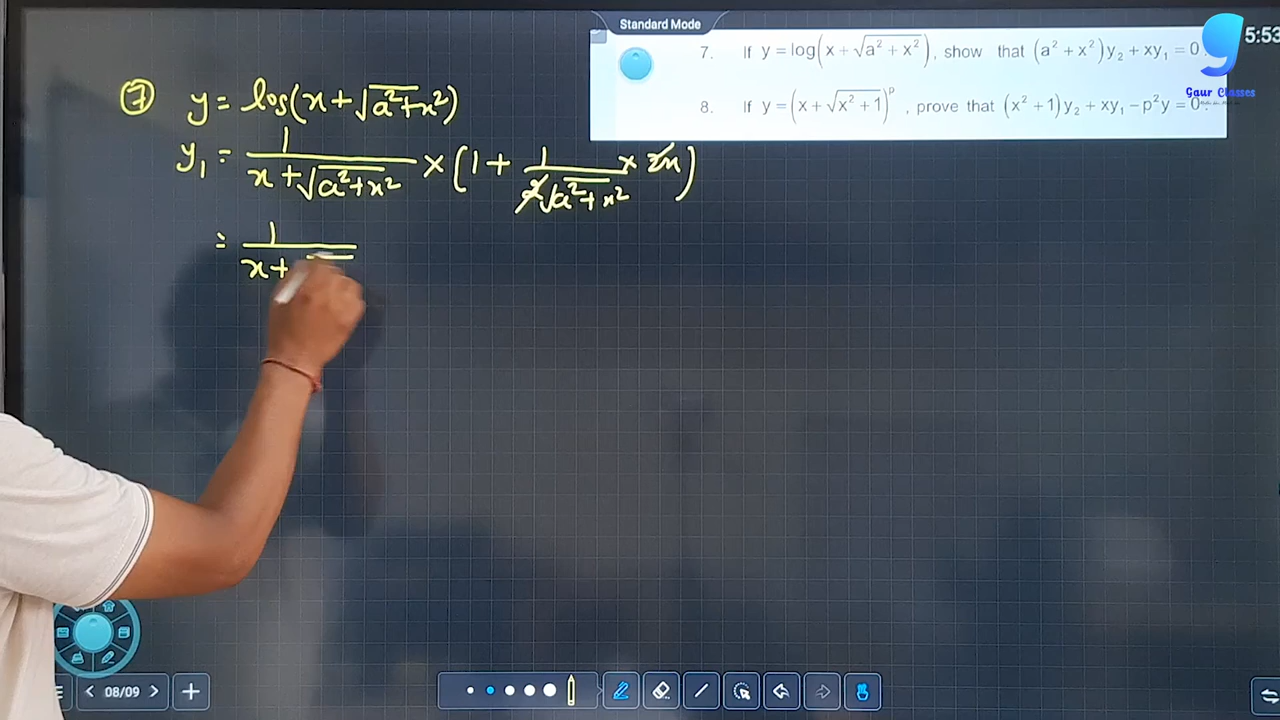 Standard Mode
7. If y = log(x + √(a² + x²)), show that (a² + x²)y₂ + xy₁ = 0.
8. If y = (x + √(x² + 1))ᵖ, prove that (x² + 1)y₂ + xy₁ − p²y = 0.
Gaur Classes
5:53
⑦ y = log(x + √(a² + x²))
y₁ = 1/(x + √(a² + x²)) × (1 + 1/(2√(a² + x²)) × 2x)
= 1/(x +
08/09